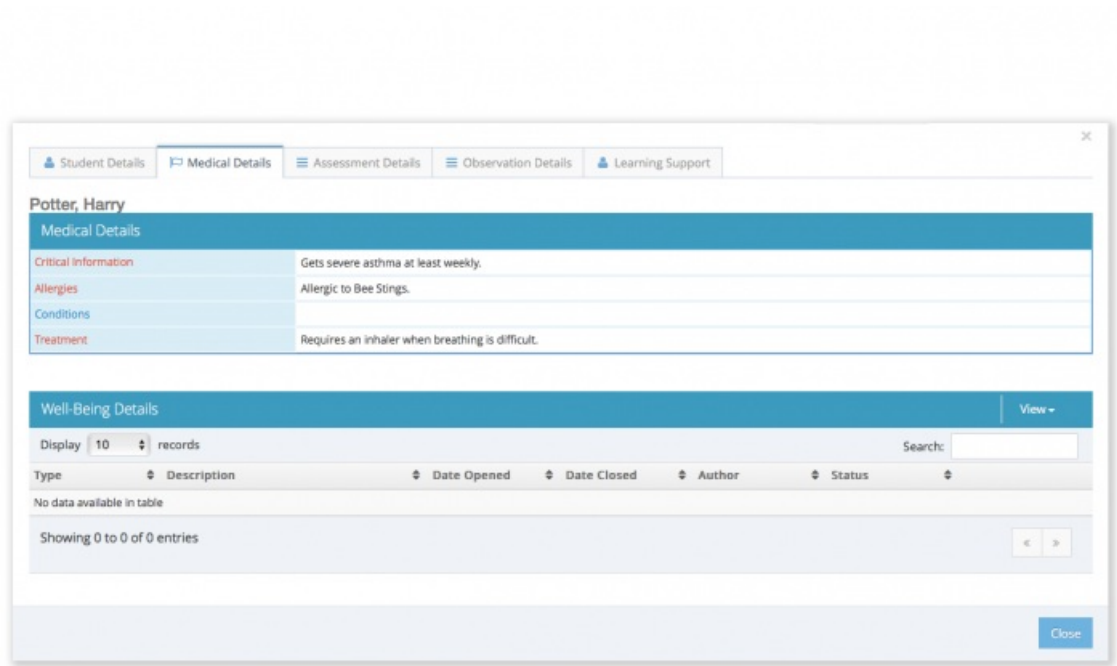 ×
Student Details Medical Details Assessment Details Observation Details Learning Support
Potter, Harry
Medical Details
Critical Information Gets severe asthma at least weekly.
Allergies Allergic to Bee Stings.
Conditions
Treatment Requires an inhaler when breathing is difficult.
Well-Being Details View
Display 10 records Search:
Type Description Date Opened Date Closed Author Status
No data available in table
Showing 0 to 0 of 0 entries
« »
Close